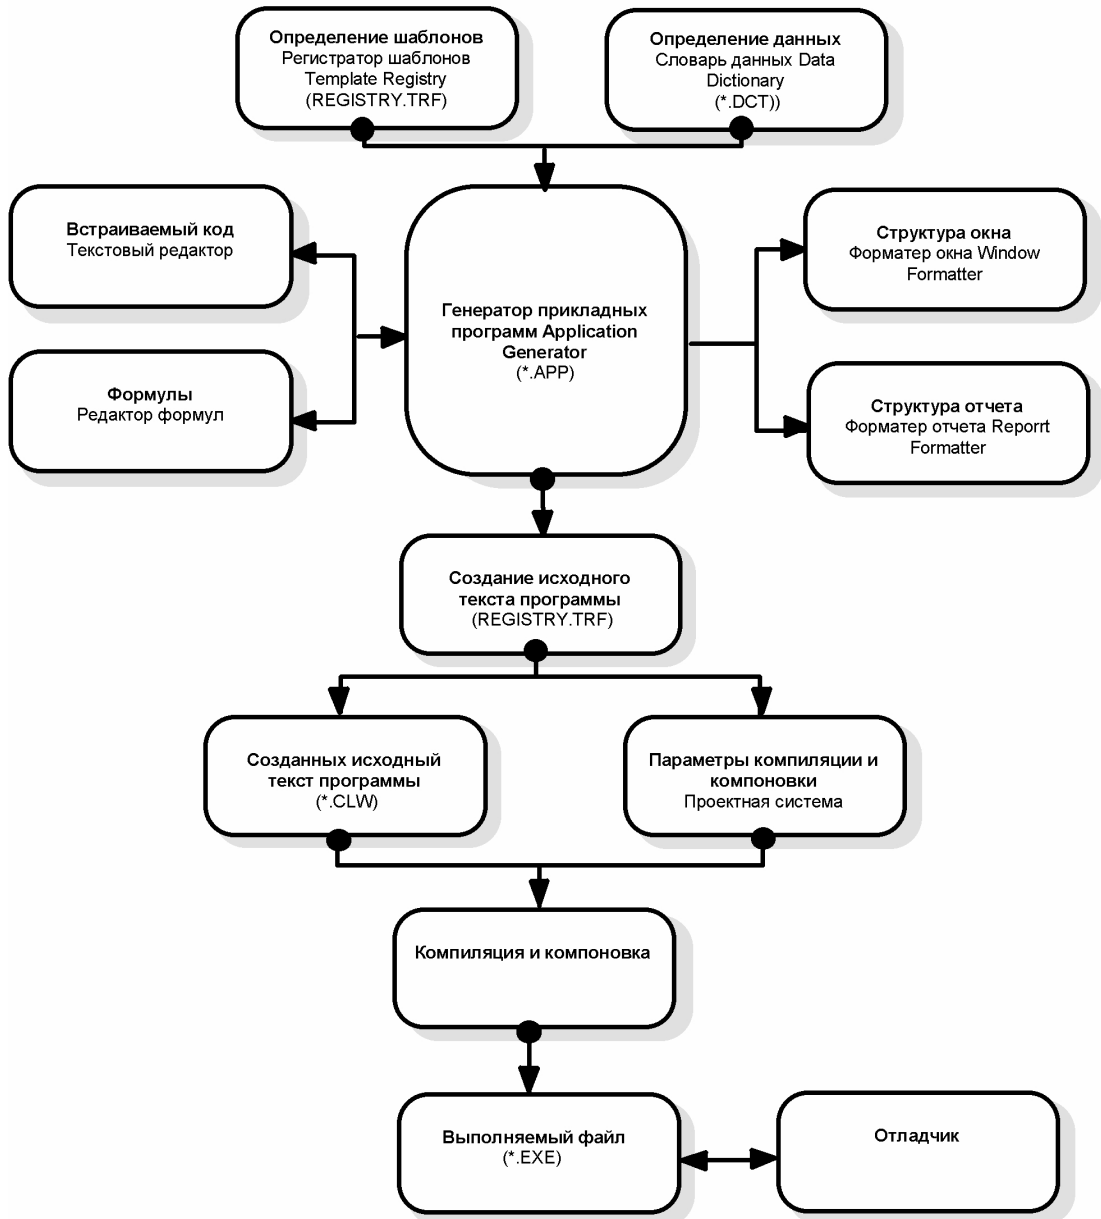 Определение шаблонов
Регистратор шаблонов
Template Registry
(REGISTRY.TRF)
Определение данных
Словарь данных Data
Dictionary
(*.DCT))
Встраиваемый код
Текстовый редактор
Структура окна
Форматер окна Window
Formatter
Генератор прикладных
программ Application
Generator
(*.APP)
Формулы
Редактор формул
Структура отчета
Форматер отчета Reporrt
Formatter
Создание исходного
текста программы
(REGISTRY.TRF)
Созданных исходный
текст программы
(*.CLW)
Параметры компиляции и
компоновки
Проектная система
Компиляция и компоновка
Выполняемый файл
(*.EXE)
Отладчик